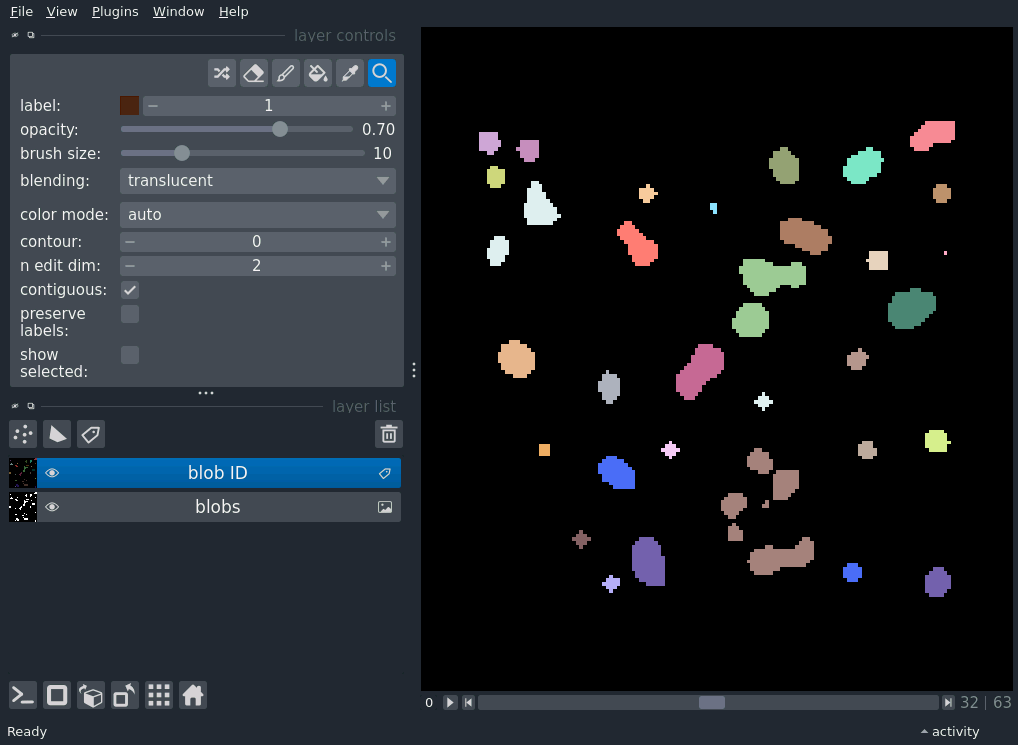 File View Plugins Window Help
layer controls
label: 1
opacity: 0.70
brush size: 10
blending: translucent
color mode: auto
contour: 0
n edit dim: 2
contiguous:
preserve
labels:
show
selected:
layer list
blob ID
blobs
0 32 | 63
Ready activity